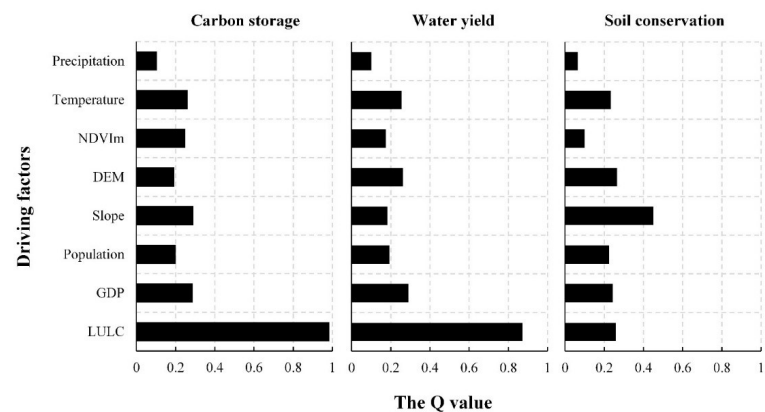 Carbon storage
Water yield
Soil conservation
Driving factors
Precipitation
Temperature
NDVIm
DEM
Slope
Population
GDP
LULC
0 0.2 0.4 0.6 0.8 1
0 0.2 0.4 0.6 0.8 1
0 0.2 0.4 0.6 0.8 1
The Q value